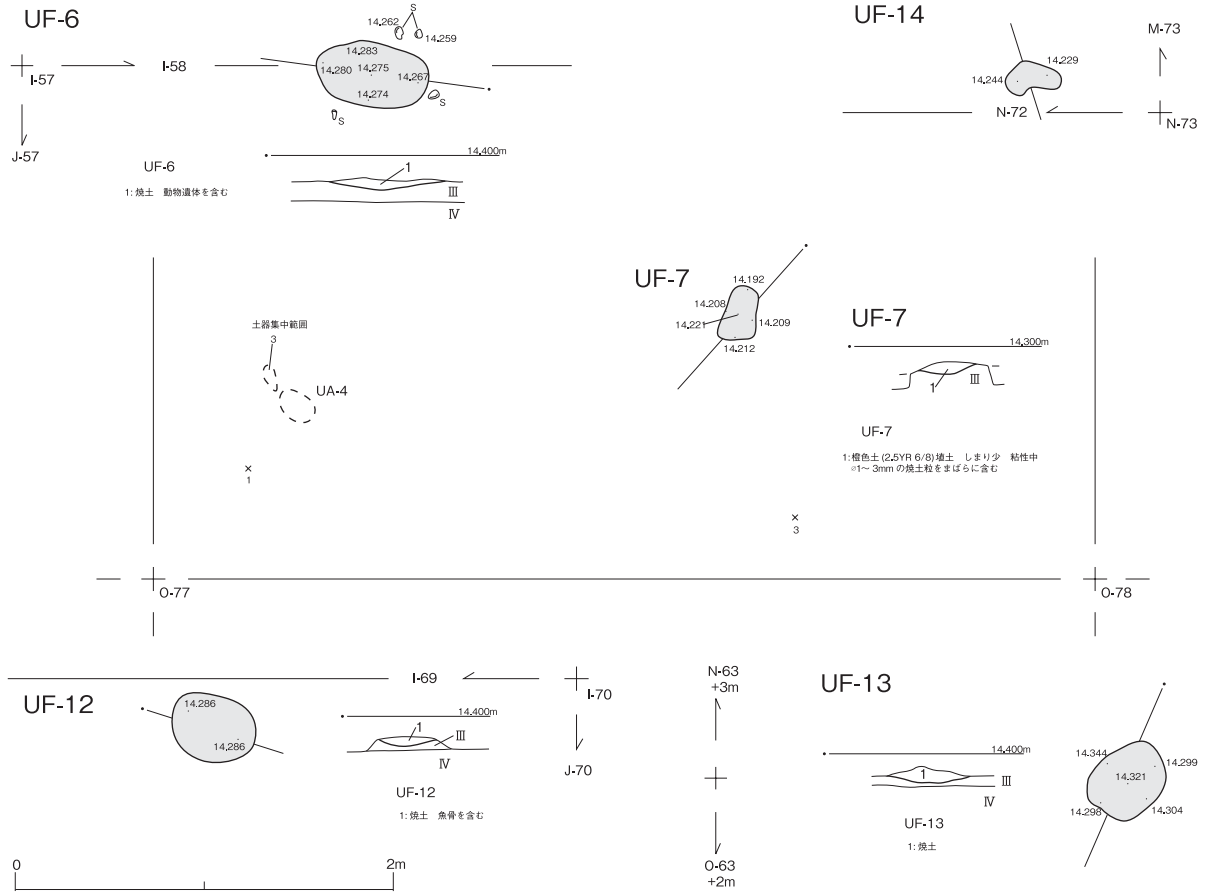 UF-6
S
14.262
14.259
14.283
14.280
14.275
14.267
14.274
S
S
I-57
I-58
J-57
UF-6
1: 焼土　動物遺体を含む
14.400m
1
Ⅲ
Ⅳ
UF-14
M-73
14.229
14.244
N-72
N-73
土器集中範囲
3
UA-4
×
1
UF-7
14.192
14.208
14.221
14.209
14.212
UF-7
14.300m
1
Ⅲ
UF-7
1: 橙色土 (2.5YR 6/8) 埴土　しまり少　粘性中
⌀1～3mm の焼土粒をまばらに含む
×
3
O-77
O-78
UF-12
I-69
I-70
J-70
14.286
14.286
14.400m
1
Ⅲ
Ⅳ
UF-12
1: 焼土　魚骨を含む
N-63
+3m
O-63
+2m
UF-13
14.400m
1
Ⅲ
Ⅳ
UF-13
1: 焼土
14.344
14.299
14.321
14.298
14.304
0
2m